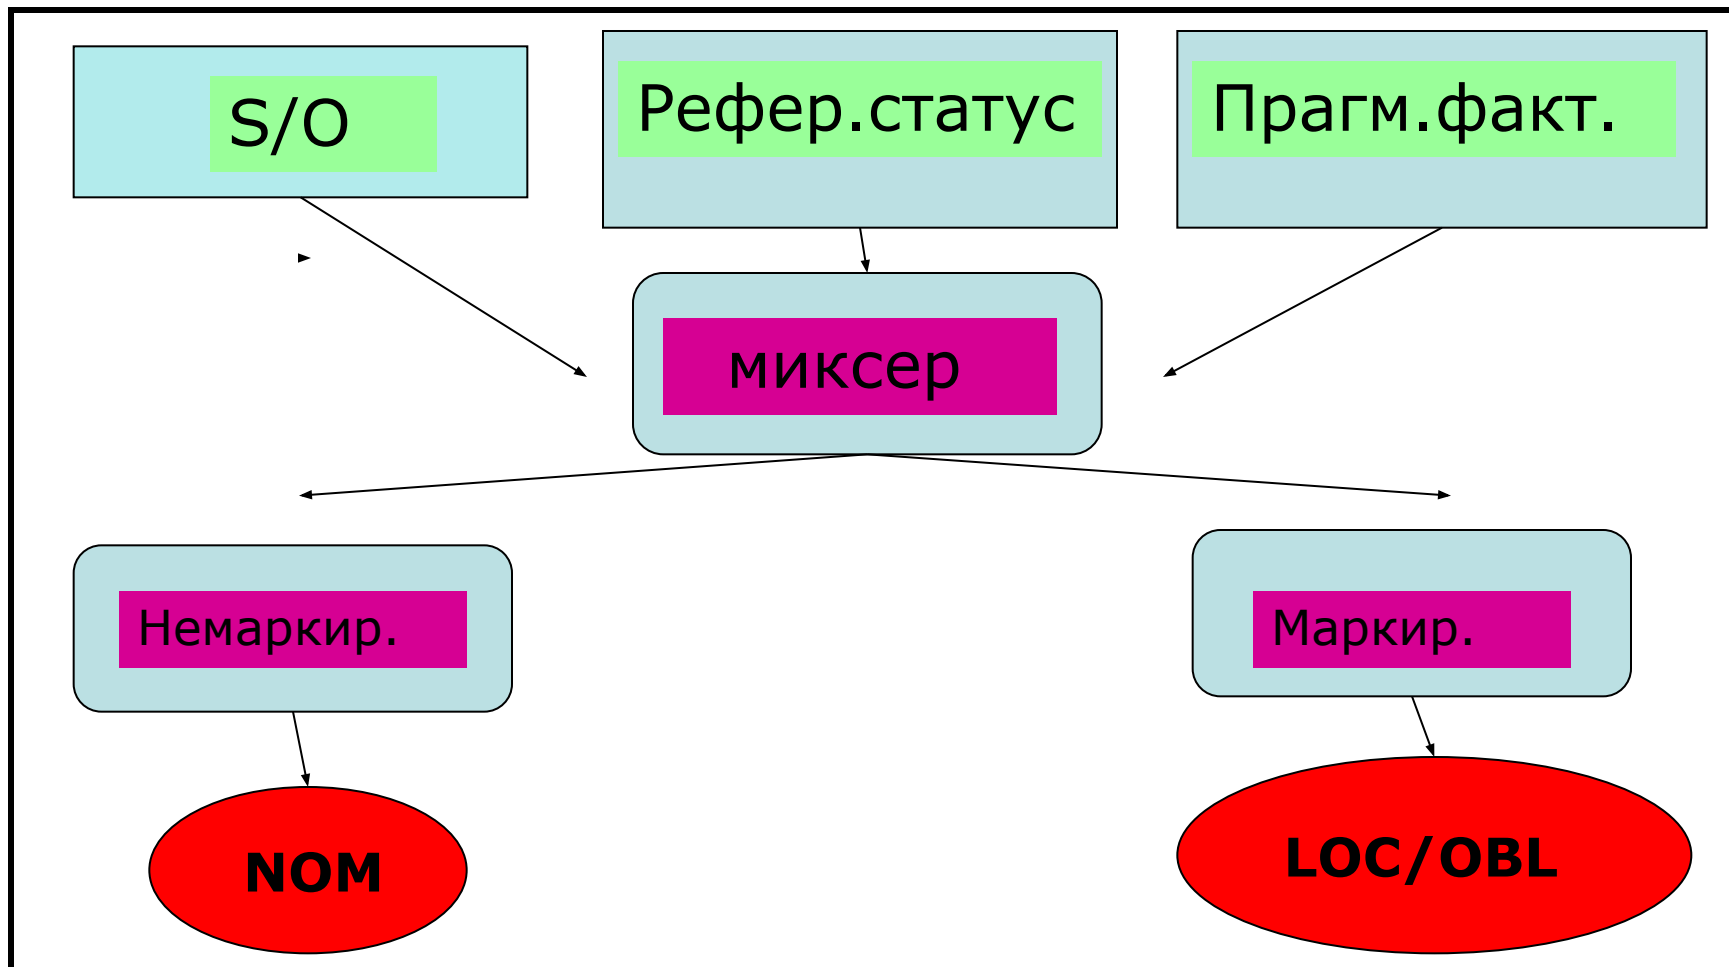 S/O
Рефер.статус
Прагм.факт.
миксер
Немаркир.
Маркир.
NOM
LOC/OBL